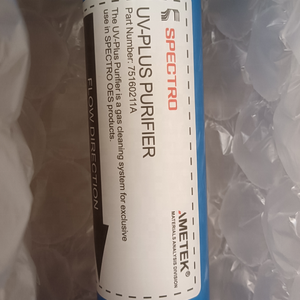 SPECTRO
UV-PLUS PURIFIER
Part Number: 75160211A
The UV-Plus Purifier is a gas cleaning system for exclusive
use in SPECTRO OES products.
AMETEK®
MATERIALS ANALYSIS DIVISION
FLOW DIRECTION